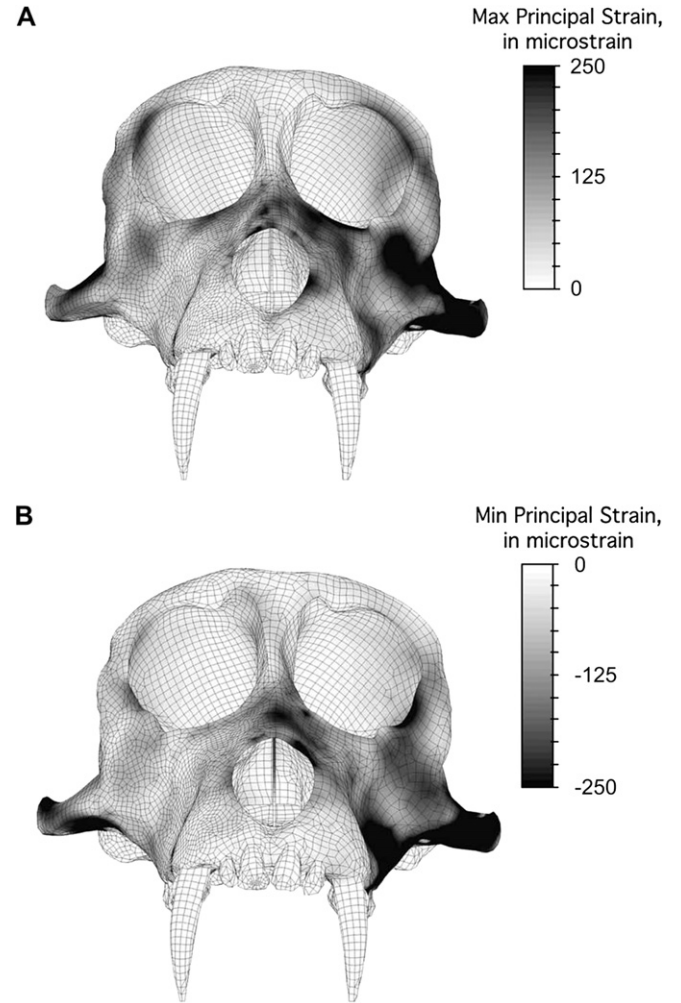 A
Max Principal Strain,
in microstrain
250
125
0
B
Min Principal Strain,
in microstrain
0
-125
-250